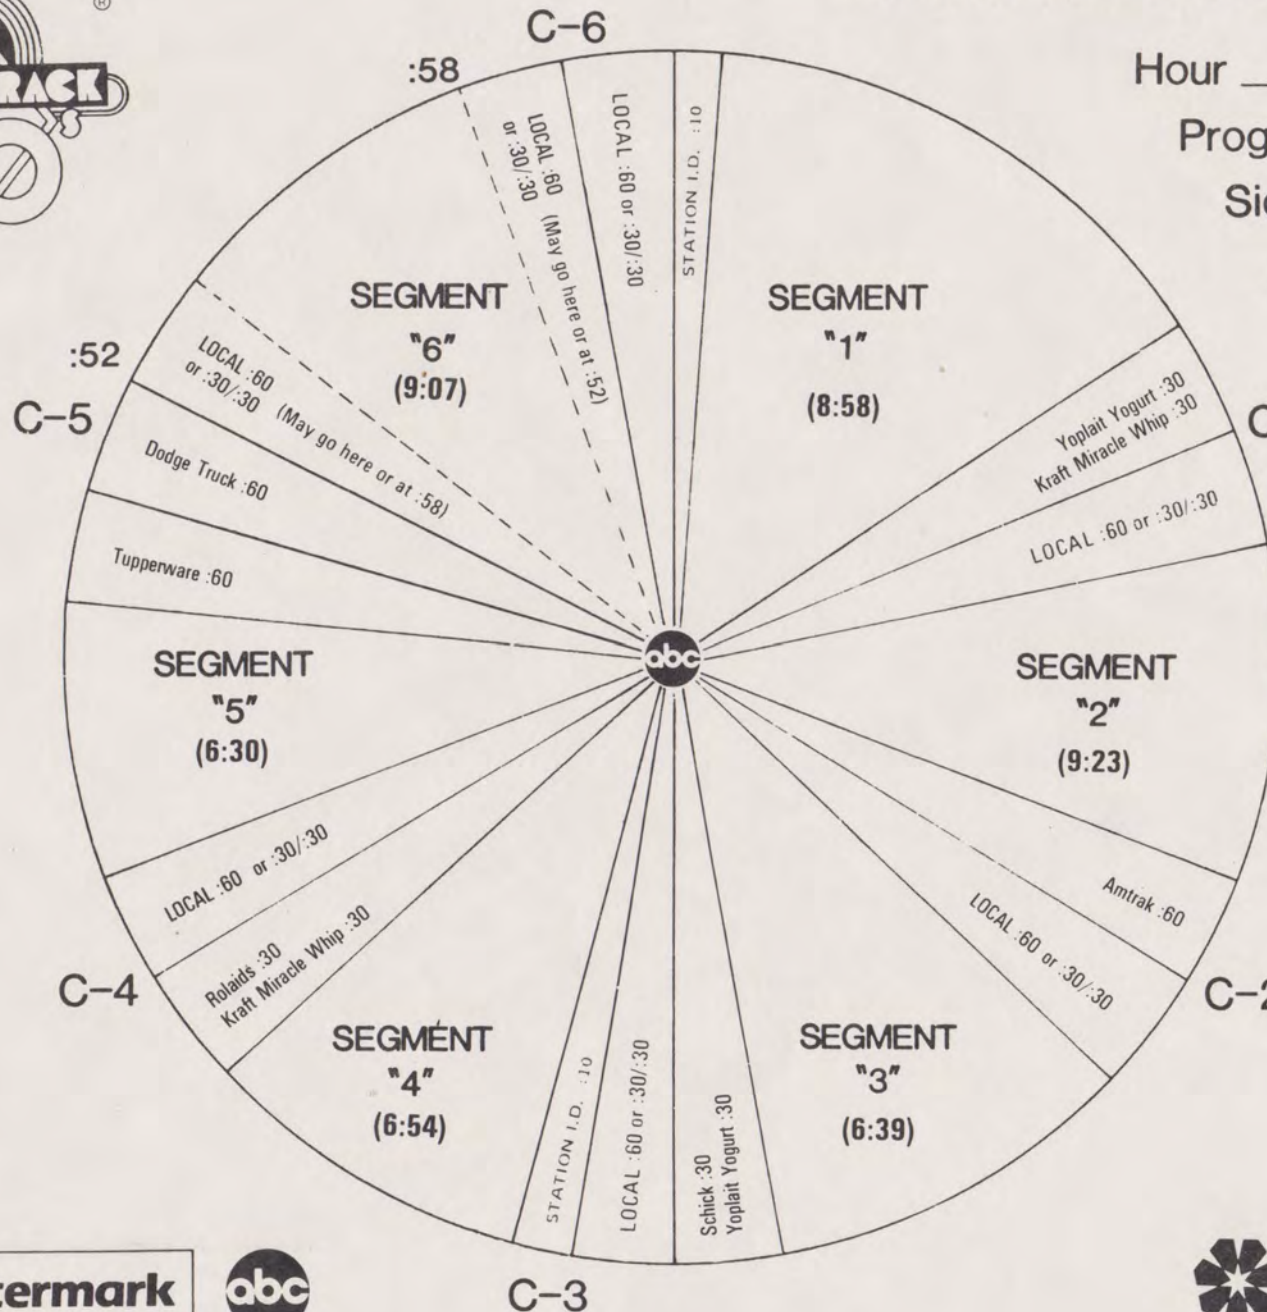 ®
C-6
:58
Hour
STATION I.D. :10
LOCAL :60 or :30/:30
LOCAL :60
or :30/:30 (May go here or at :52)
SEGMENT
"1"
(8:58)
Yoplait Yogurt :30
Kraft Miracle Whip :30
LOCAL :60 or :30/:30
SEGMENT
"2"
(9:23)
Amtrak :60
LOCAL :60 or :30/:30
C-2
SEGMENT
"3"
(6:39)
Schick :30
Yoplait Yogurt :30
C-3
LOCAL :60 or :30/:30
STATION I.D. :10
SEGMENT
"4"
(6:54)
Rolaids :30
Kraft Miracle Whip :30
C-4
LOCAL :60 or :30/:30
SEGMENT
"5"
(6:30)
Tupperware :60
Dodge Truck :60
C-5
:52
LOCAL :60
or :30/:30 (May go here or at :58)
SEGMENT
"6"
(9:07)
abc
abc